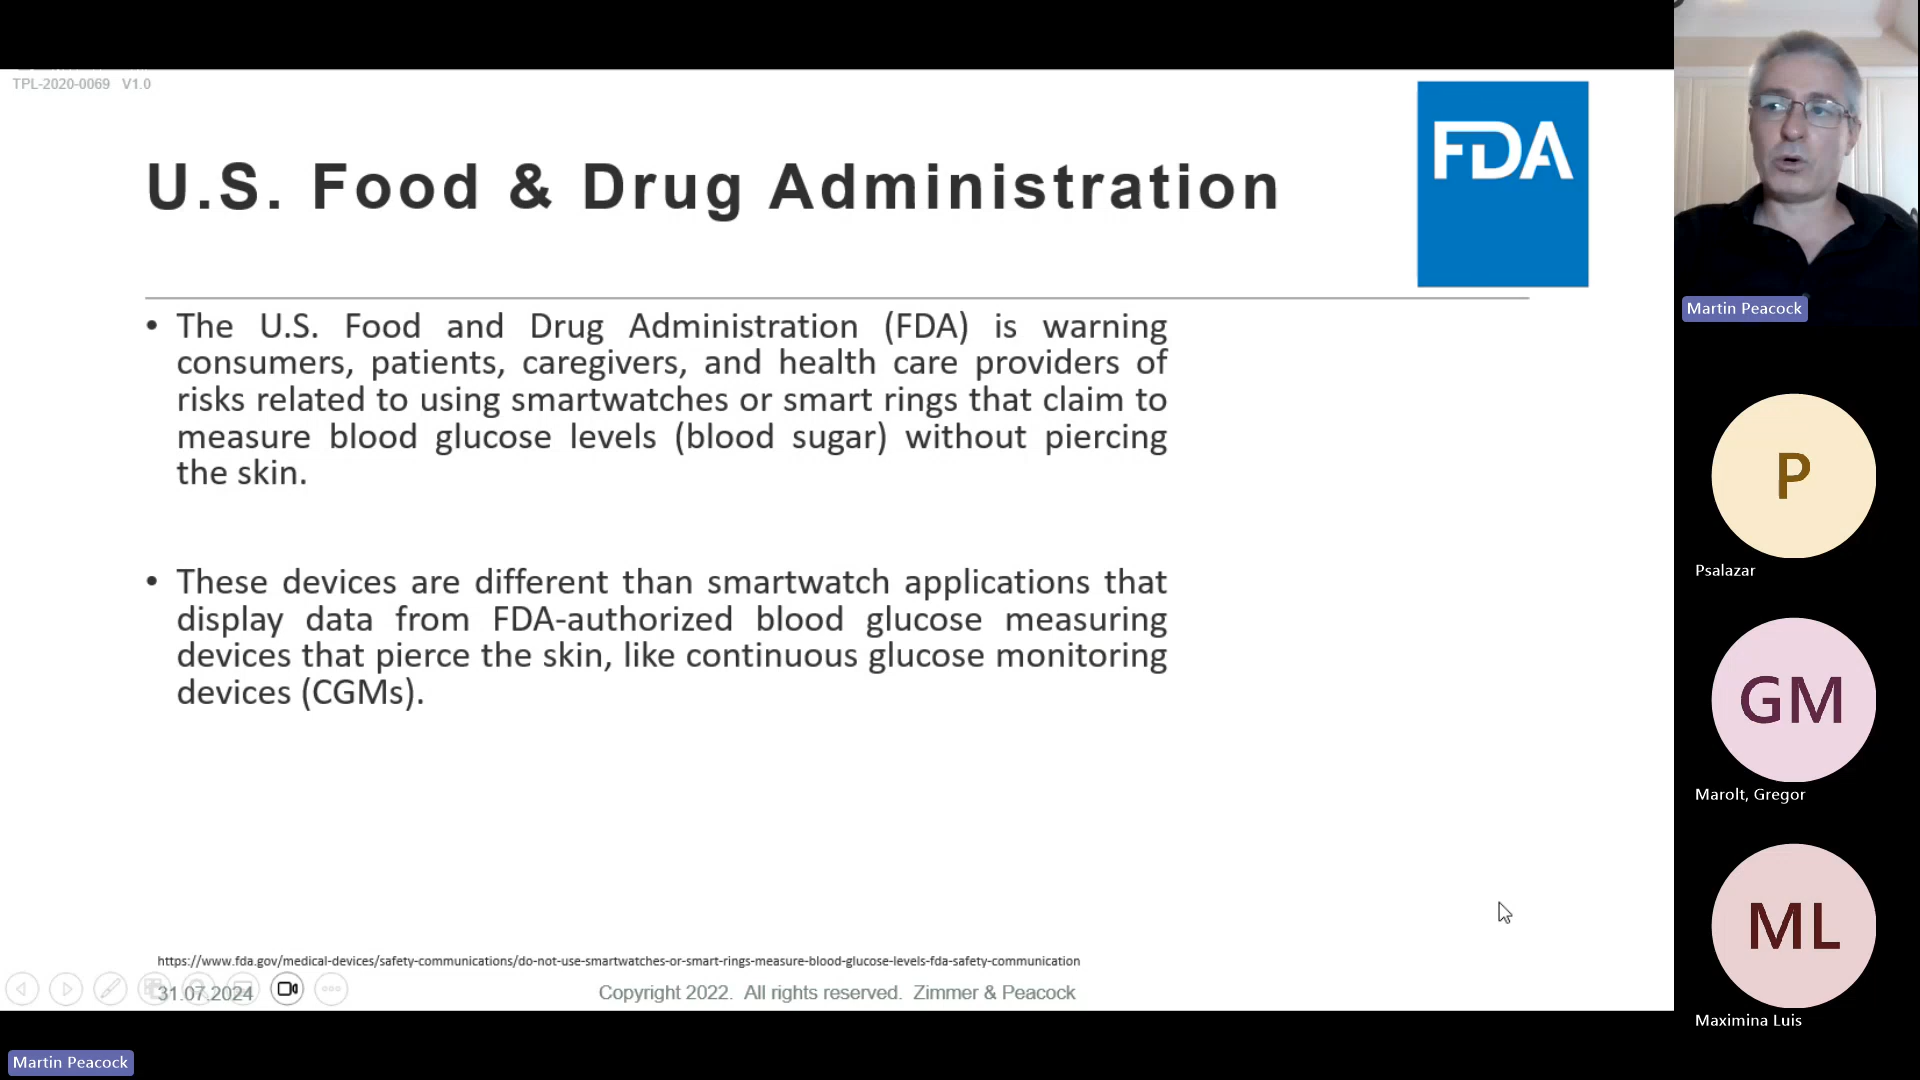 TPL-2020-0069 V1.0
FDA
U.S. Food & Drug Administration
• The U.S. Food and Drug Administration (FDA) is warning
consumers, patients, caregivers, and health care providers of
risks related to using smartwatches or smart rings that claim to
measure blood glucose levels (blood sugar) without piercing
the skin.
• These devices are different than smartwatch applications that
display data from FDA-authorized blood glucose measuring
devices that pierce the skin, like continuous glucose monitoring
devices (CGMs).
https://www.fda.gov/medical-devices/safety-communications/do-not-use-smartwatches-or-smart-rings-measure-blood-glucose-levels-fda-safety-communication
31.07.2024
Copyright 2022. All rights reserved. Zimmer & Peacock
Martin Peacock
Martin Peacock
P
Psalazar
GM
Marolt, Gregor
ML
Maximina Luis